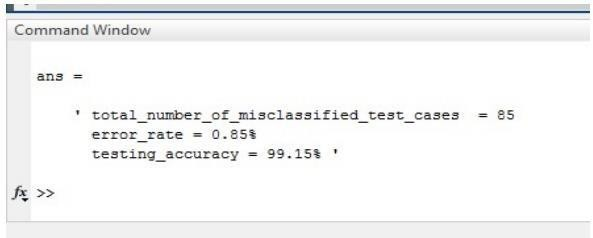 Command Window
ans =
' total_number_of_misclassified_test_cases = 85
error_rate = 0.85%
testing_accuracy = 99.15% '
fx >>